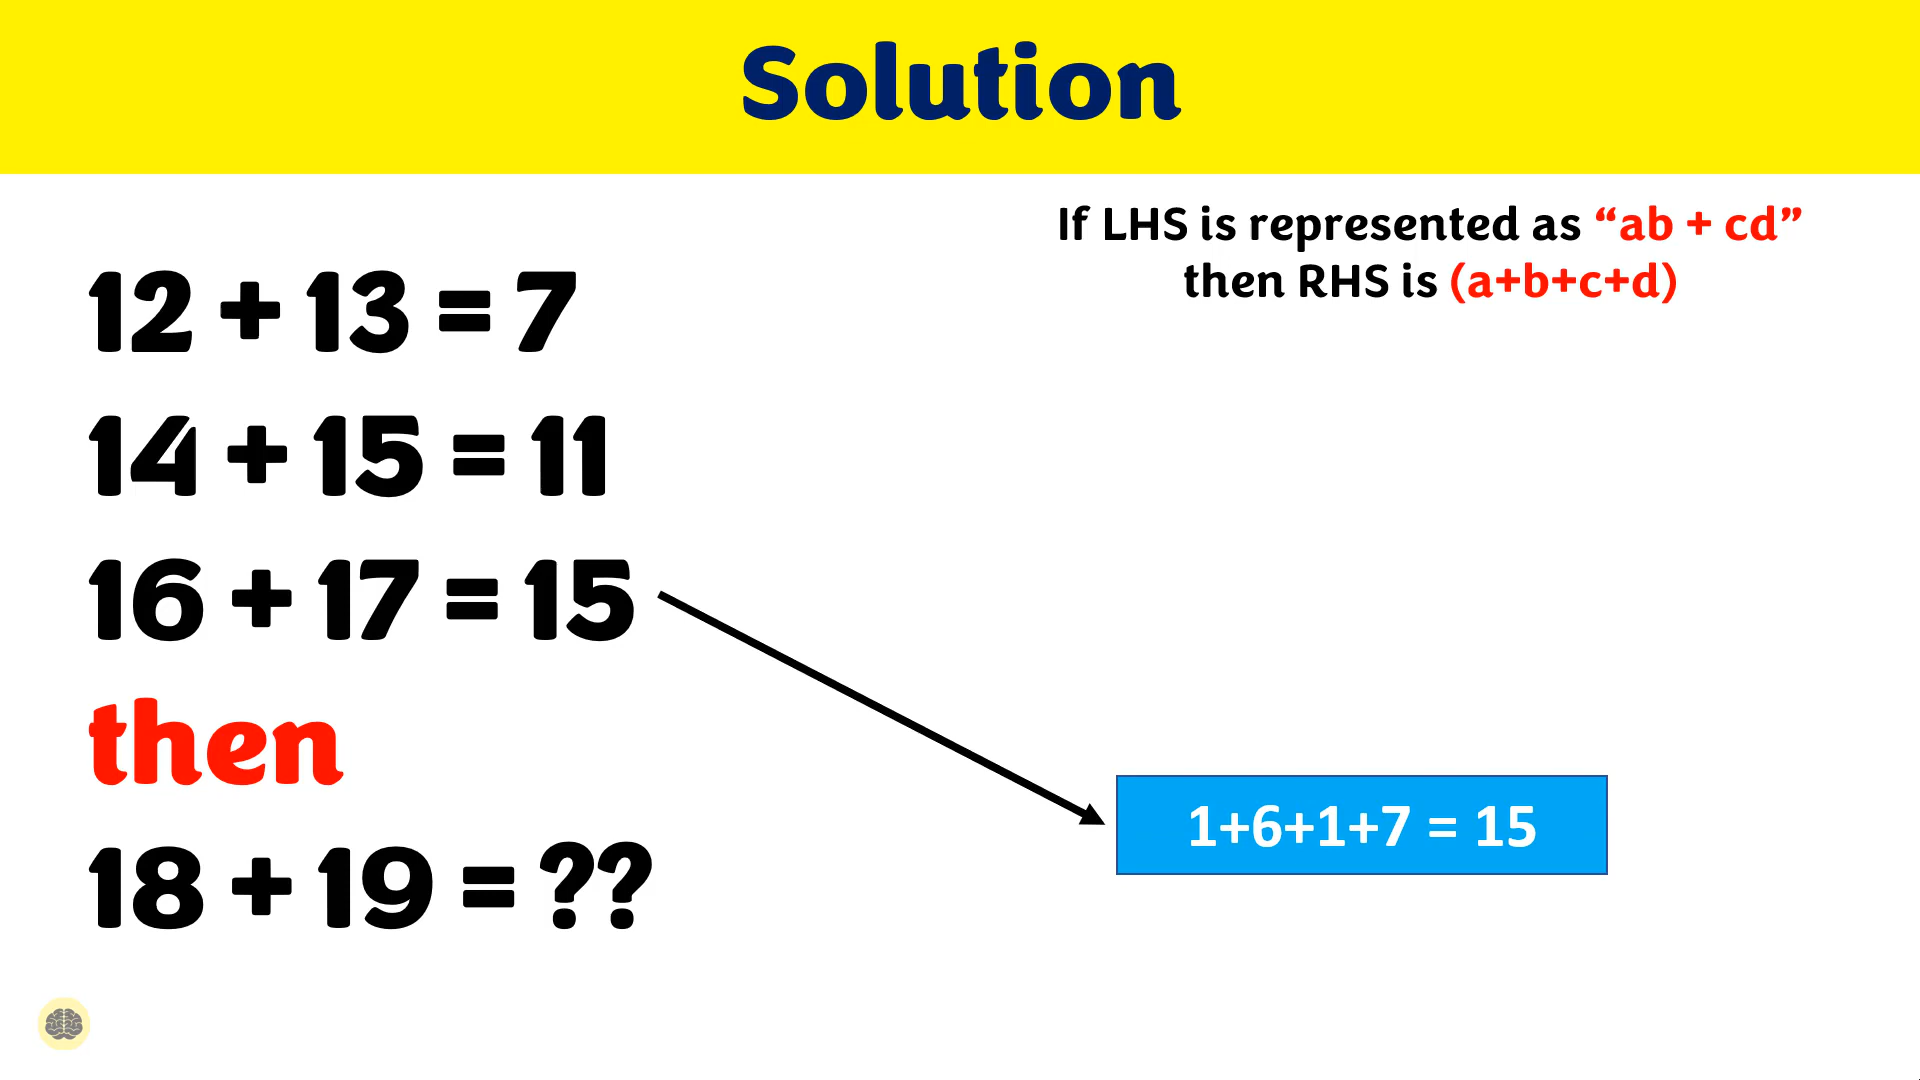 Solution
If LHS is represented as “ab + cd”
then RHS is (a+b+c+d)
12 + 13 = 7
14 + 15 = 11
16 + 17 = 15
then
18 + 19 = ??
1+6+1+7 = 15